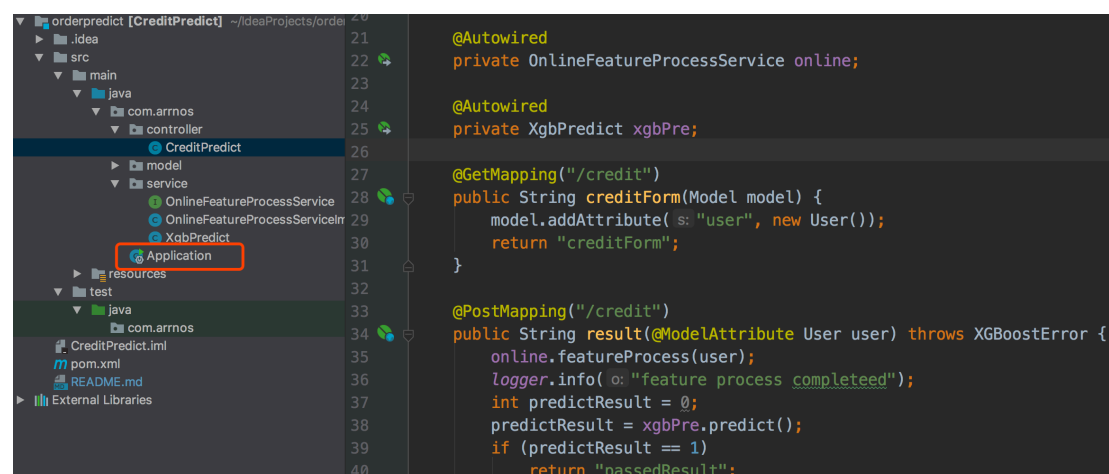 orderpredict [CreditPredict] ~/IdeaProjects/order
.idea
src
main
java
com.arrnos
controller
CreditPredict
model
service
OnlineFeatureProcessService
OnlineFeatureProcessServiceIm
XgbPredict
Application
resources
test
java
com.arrnos
CreditPredict.iml
pom.xml
README.md
External Libraries
20
21 @Autowired
22 private OnlineFeatureProcessService online;
23
24 @Autowired
25 private XgbPredict xgbPre;
26
27 @GetMapping("/credit")
28 public String creditForm(Model model) {
29 model.addAttribute( s: "user", new User());
30 return "creditForm";
31 }
32
33 @PostMapping("/credit")
34 public String result(@ModelAttribute User user) throws XGBoostError {
35 online.featureProcess(user);
36 logger.info( o: "feature process completeed");
37 int predictResult = 0;
38 predictResult = xgbPre.predict();
39 if (predictResult == 1)
40 return "passedResult";